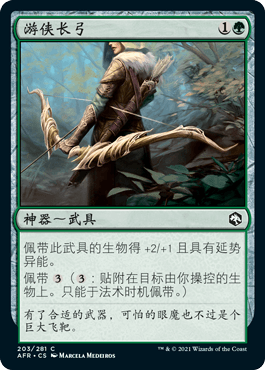 游侠长弓 1
神器～武具
佩带此武具的生物得 +2/+1 且具有延势
异能。
佩带 3（3：贴附在目标由你操控的生
物上。只能于法术时机佩带。）
有了合适的武器，可怕的眼魔也不过是个
巨大飞靶。
203/281 C
AFR • CS MARCELA MEDEIROS
™ & © 2021 Wizards of the Coast